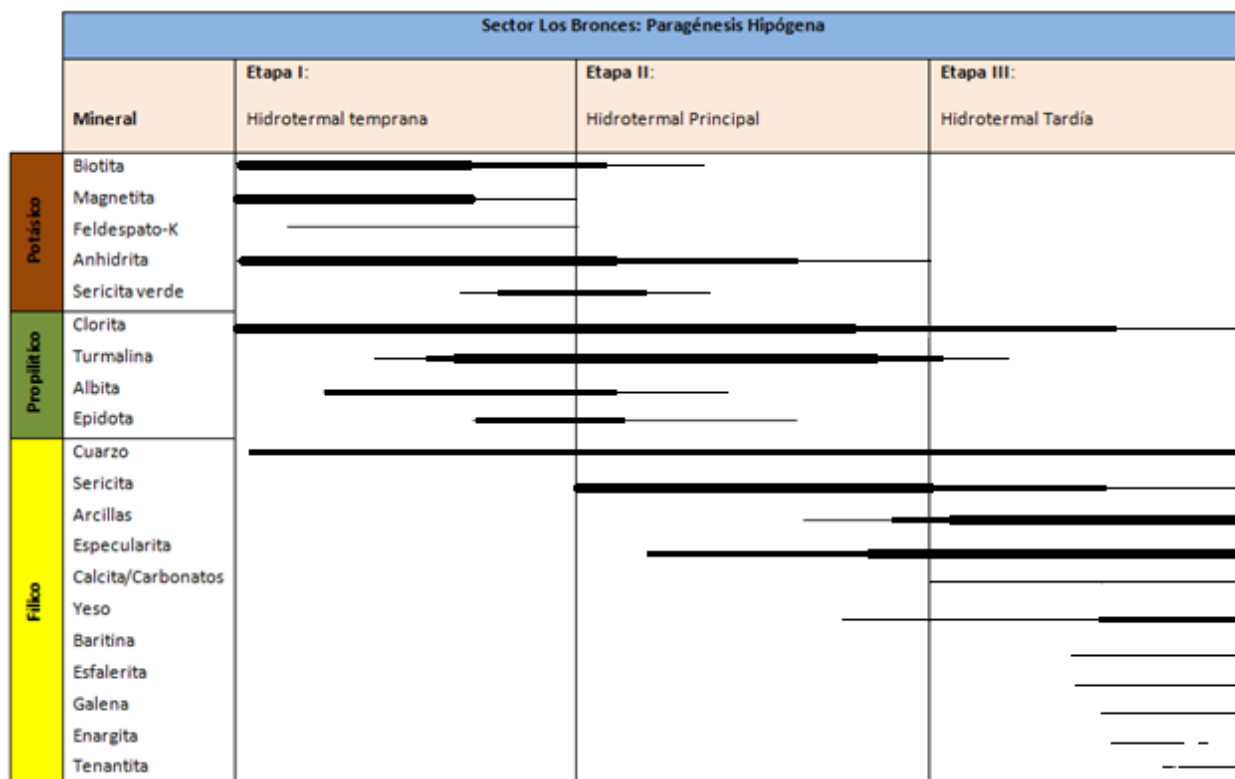 Sector Los Bronces: Paragénesis Hipógena
Mineral
Etapa I:
Hidrotermal temprana
Etapa II:
Hidrotermal Principal
Etapa III:
Hidrotermal Tardía
Potásico
Biotita
Magnetita
Feldespato-K
Anhidrita
Sericita verde
Propilítico
Clorita
Turmalina
Albita
Epidota
Fílico
Cuarzo
Sericita
Arcillas
Especularita
Calcita/Carbonatos
Yeso
Baritina
Esfalerita
Galena
Enargita
Tenantita